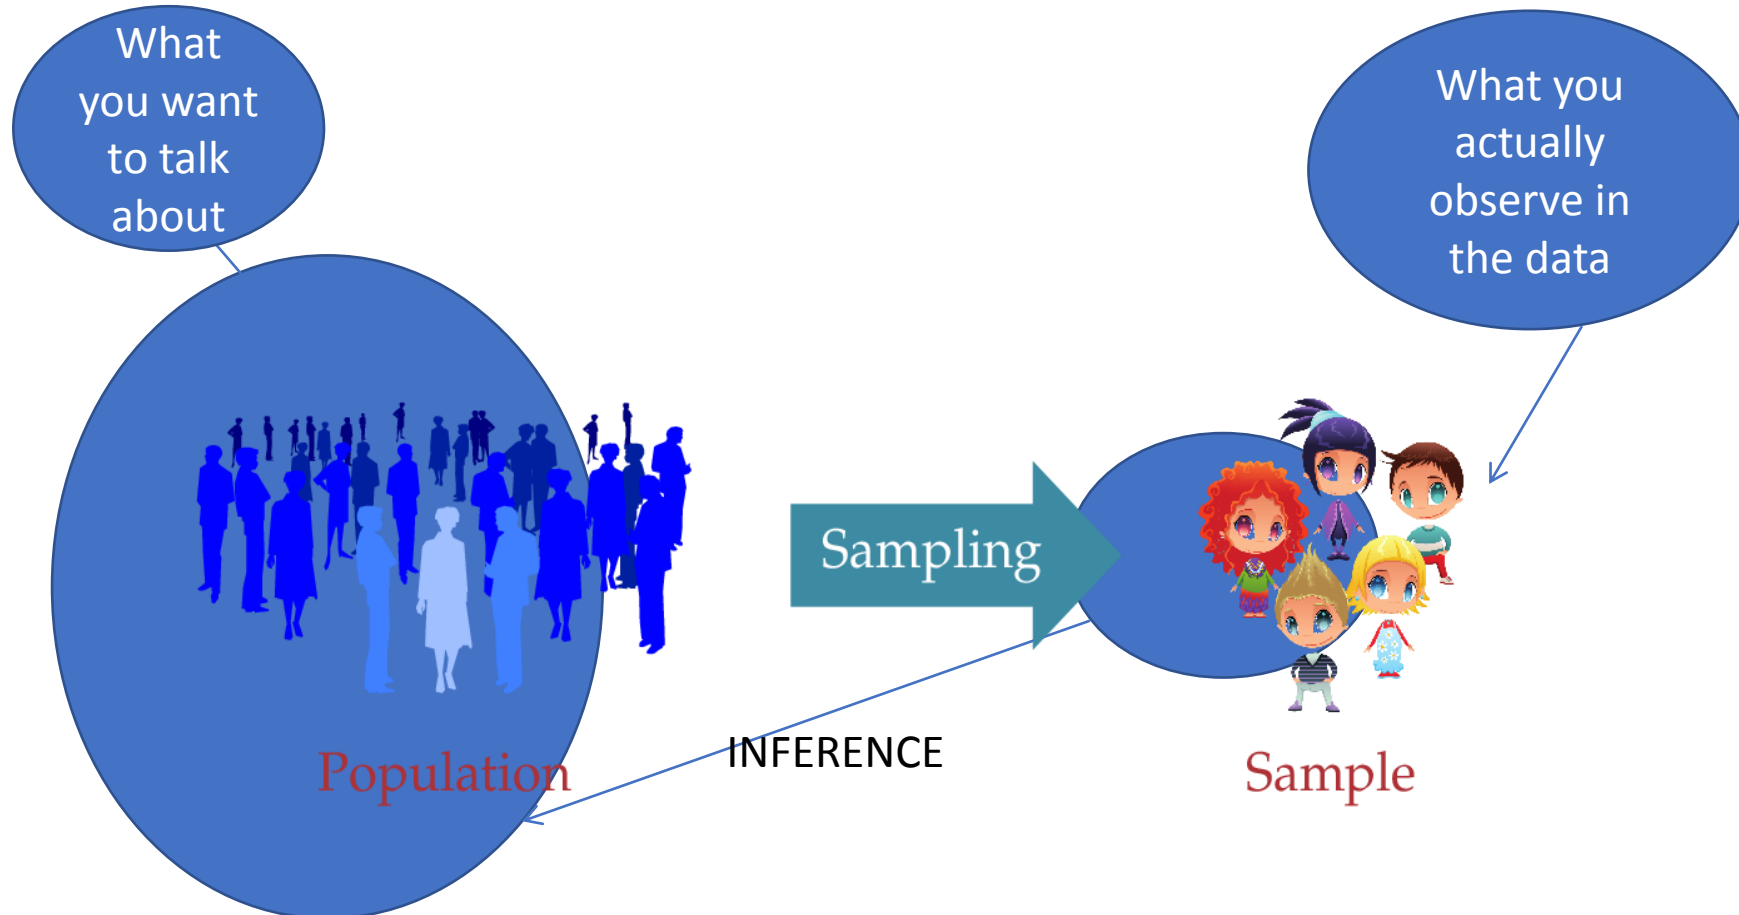 What
you want
to talk
about
What you
actually
observe in
the data
Sampling
INFERENCE
Population
Sample